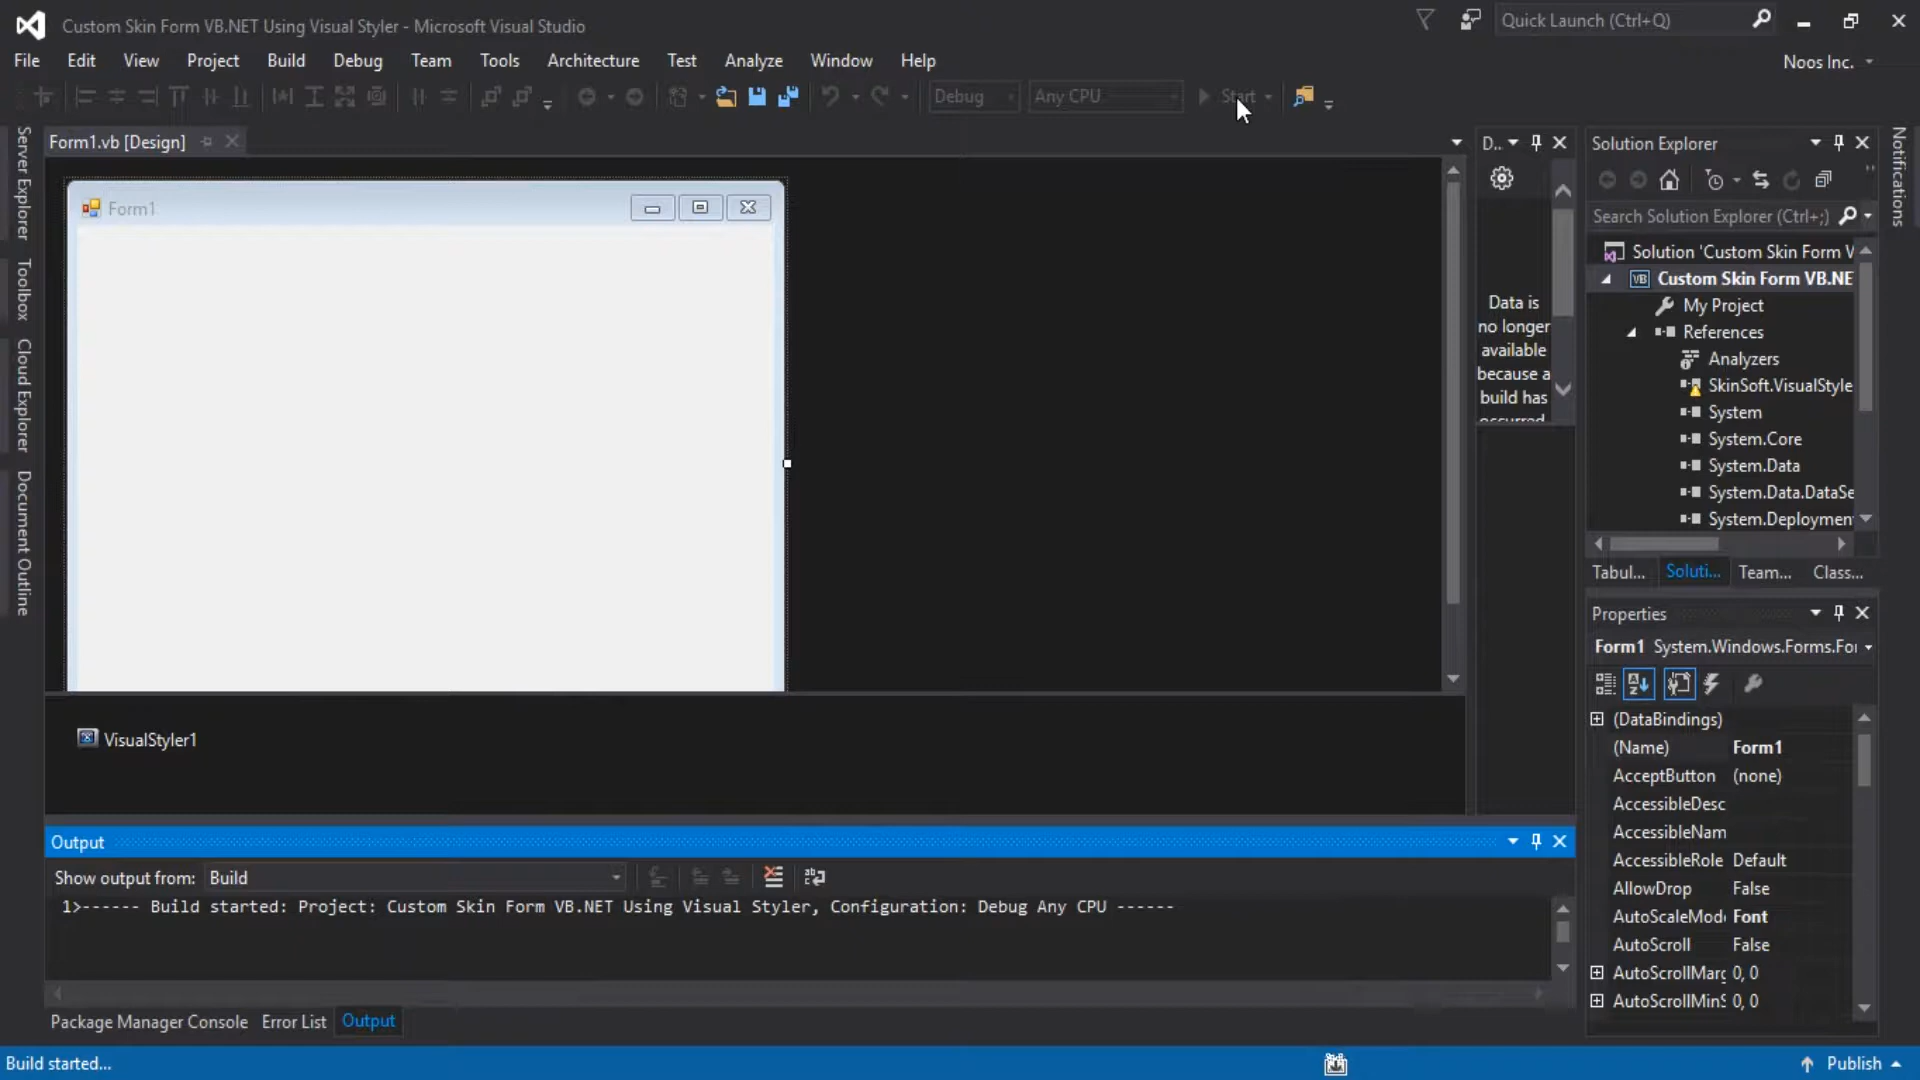 Custom Skin Form VB.NET Using Visual Styler - Microsoft Visual Studio
Quick Launch (Ctrl+Q)
File Edit View Project Build Debug Team Tools Architecture Test Analyze Window Help
Noos Inc.
Debug Any CPU Start
Server Explorer
Toolbox
Cloud Explorer
Document Outline
Form1.vb [Design]
Form1
VisualStyler1
D..
Data is
no longer
available
because a
build has
occurred
Solution Explorer
Search Solution Explorer (Ctrl+;)
Solution 'Custom Skin Form V
VB Custom Skin Form VB.NE
My Project
References
Analyzers
SkinSoft.VisualStyle
System
System.Core
System.Data
System.Data.DataSe
System.Deploymen
Tabul... Soluti... Team... Class...
Notifications
Properties
Form1 System.Windows.Forms.For
(DataBindings)
(Name) Form1
AcceptButton (none)
AccessibleDesc
AccessibleNam
AccessibleRole Default
AllowDrop False
AutoScaleMode Font
AutoScroll False
AutoScrollMarg 0, 0
AutoScrollMinS 0, 0
Output
Show output from: Build
1>------ Build started: Project: Custom Skin Form VB.NET Using Visual Styler, Configuration: Debug Any CPU ------
Package Manager Console Error List Output
Build started...
Publish